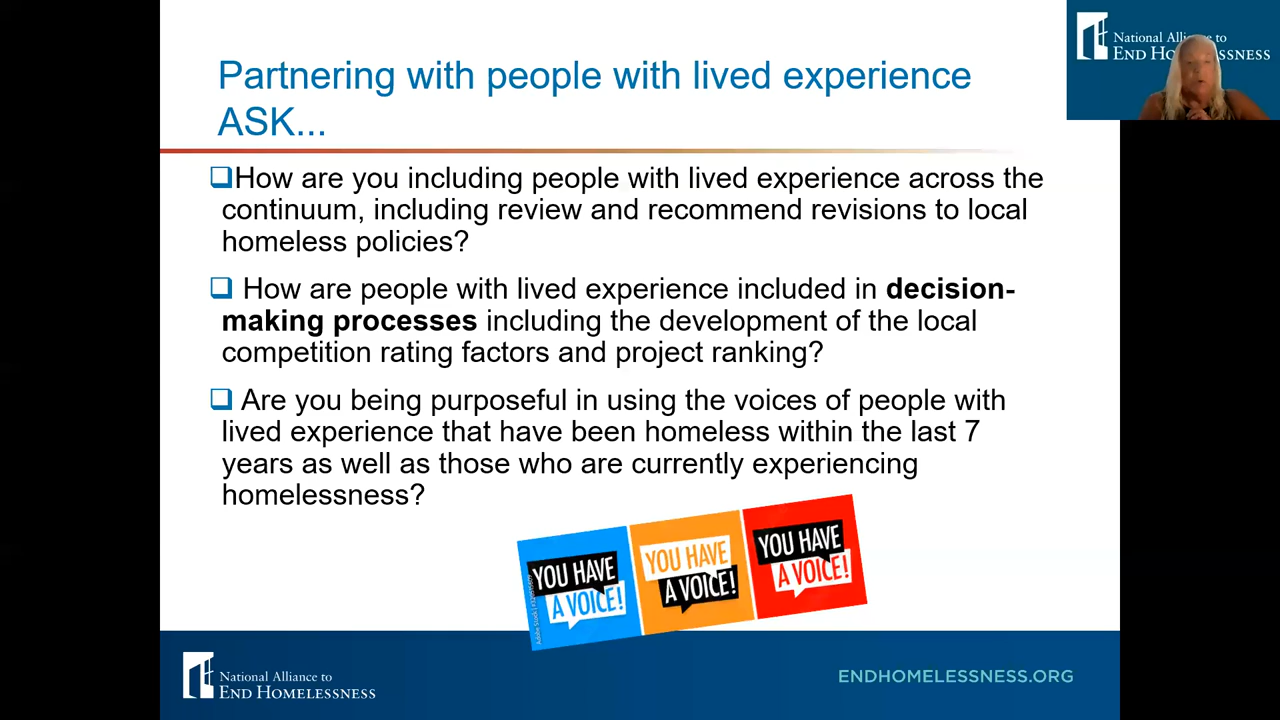 Partnering with people with lived experience
ASK...
National Alliance to
END HOMELESSNESS
How are you including people with lived experience across the
continuum, including review and recommend revisions to local
homeless policies?
How are people with lived experience included in decision-
making processes including the development of the local
competition rating factors and project ranking?
Are you being purposeful in using the voices of people with
lived experience that have been homeless within the last 7
years as well as those who are currently experiencing
homelessness?
YOU HAVE
A VOICE!
YOU HAVE
A VOICE!
YOU HAVE
A VOICE!
National Alliance to
END HOMELESSNESS
ENDHOMELESSNESS.ORG